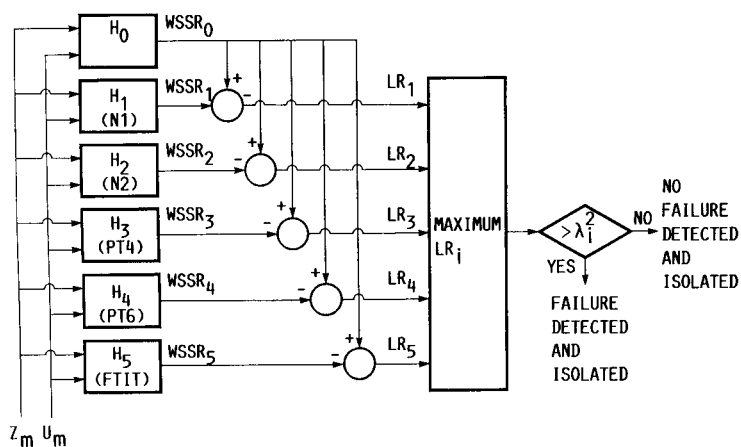 H₀
WSSR₀
H₁
(N1)
WSSR₁
+
-
LR₁
H₂
(N2)
WSSR₂
+
-
LR₂
H₃
(PT4)
WSSR₃
+
-
LR₃
H₄
(PT6)
WSSR₄
+
-
LR₄
H₅
(FTIT)
WSSR₅
+
-
LR₅
MAXIMUM
LRᵢ
>λᵢ²
NO
YES
NO
FAILURE
DETECTED
AND
ISOLATED
FAILURE
DETECTED
AND
ISOLATED
Zₘ Uₘ